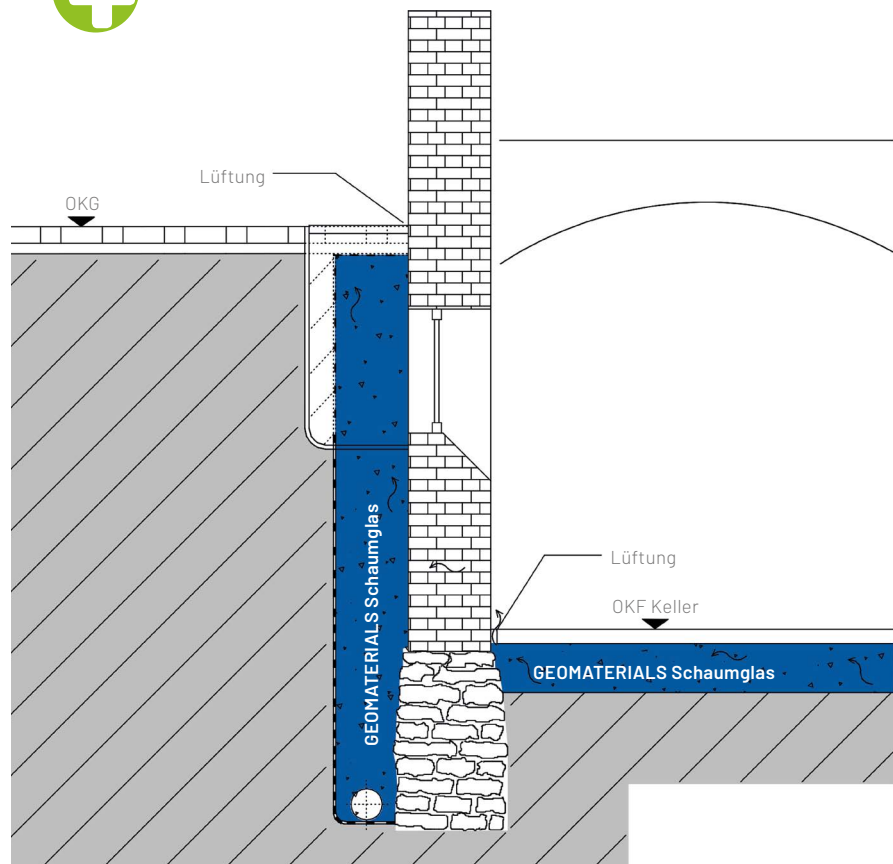 Lüftung
OKG
GEOMATERIALS Schaumglas
Lüftung
OKF Keller
GEOMATERIALS Schaumglas